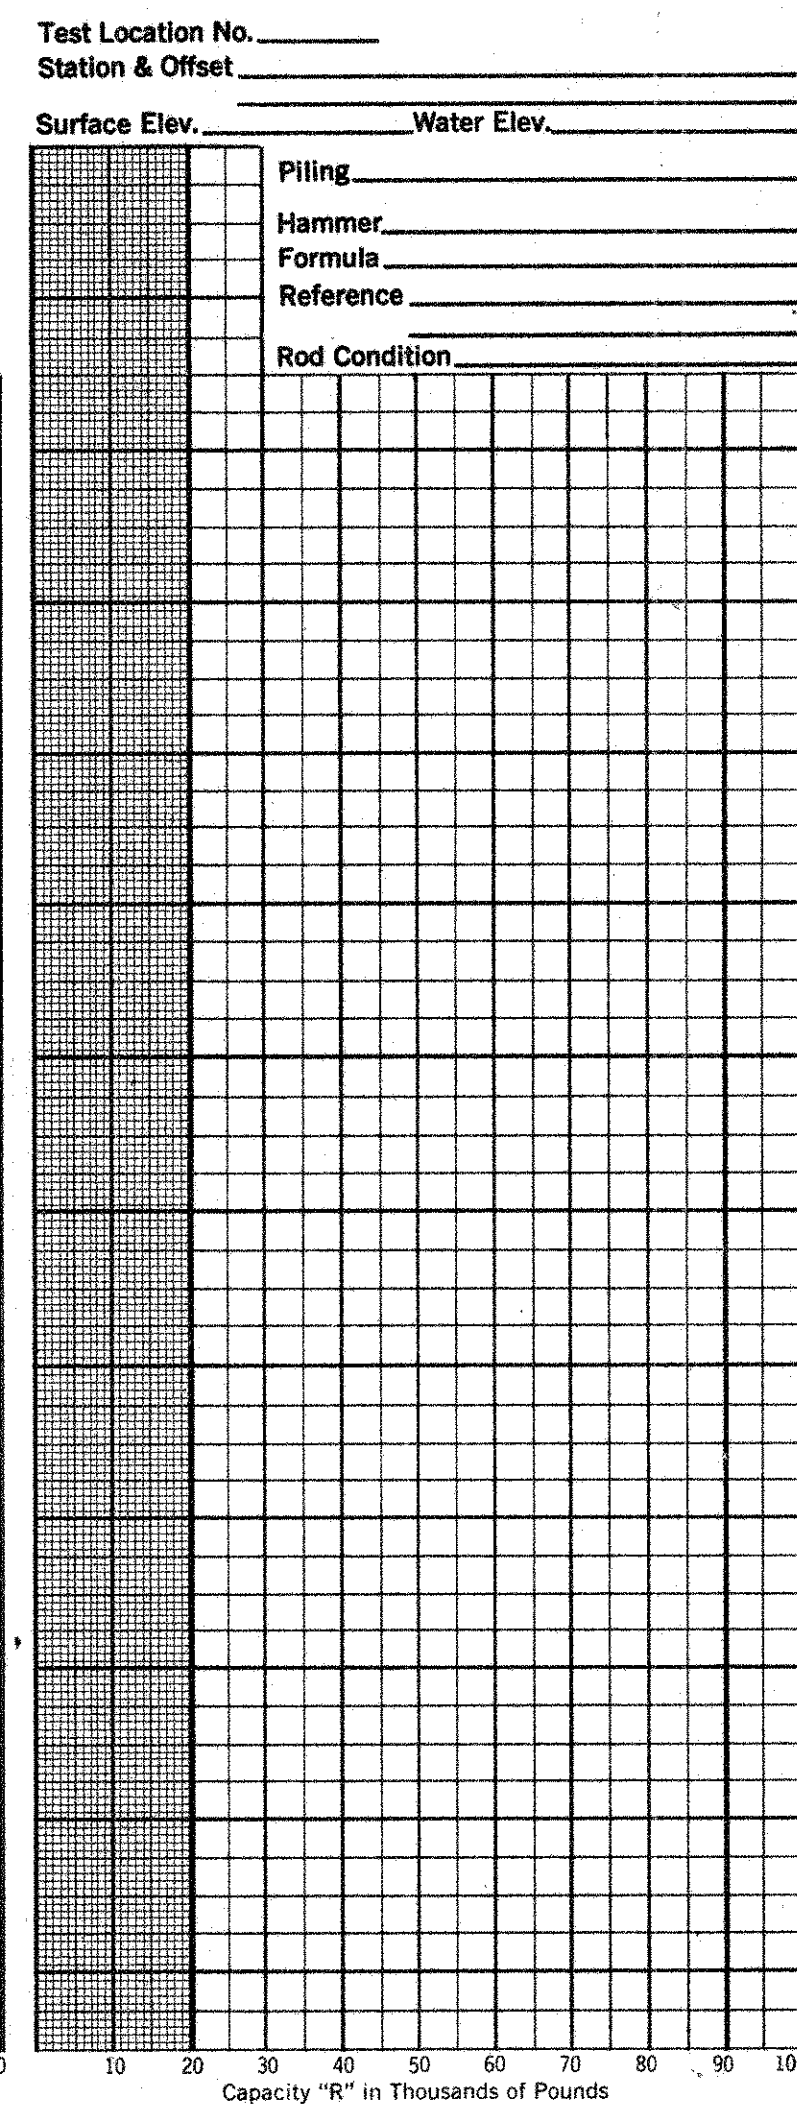 Test Location No.
Station & Offset
Surface Elev. Water Elev.
Piling
Hammer
Formula
Reference
Rod Condition
10 20 30 40 50 60 70 80 90
Capacity "R" in Thousands of Pounds